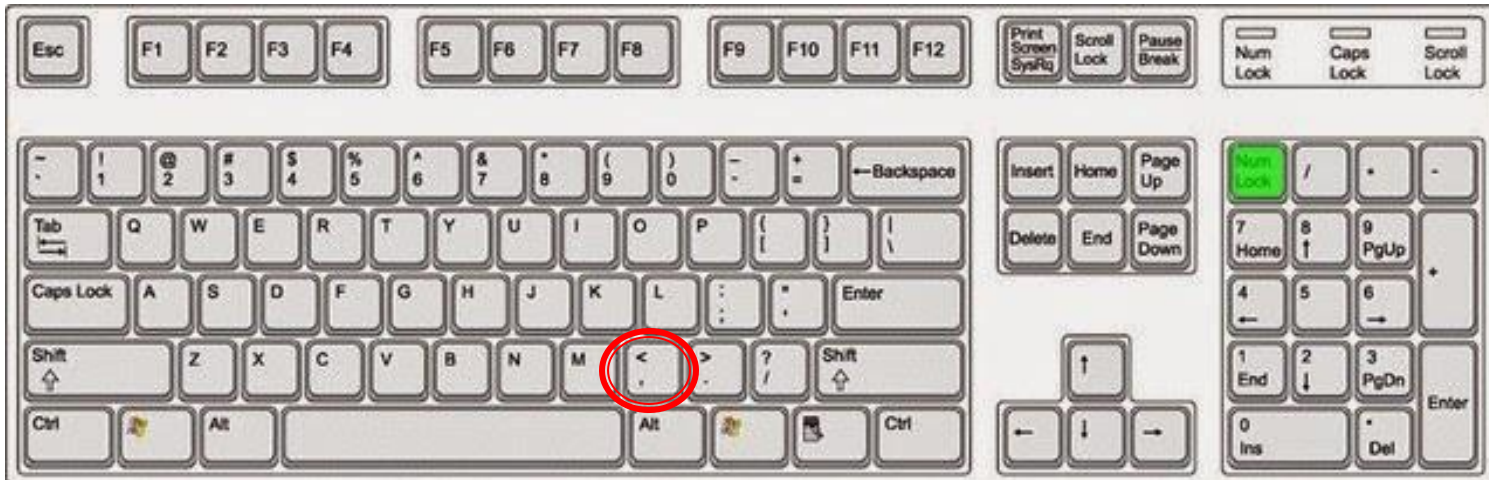 Esc F1 F2 F3 F4 F5 F6 F7 F8 F9 F10 F11 F12 Print Screen SysRq Scroll Lock Pause Break Num Lock Caps Lock Scroll Lock
~ ` ! 1 @ 2 # 3 $ 4 % 5 ^ 6 & 7 * 8 ( 9 ) 0 _ - + = ←Backspace Insert Home Page Up Num Lock / * -
Tab Q W E R T Y U I O P { [ } ] | \ Delete End Page Down 7 Home 8 ↑ 9 PgUp +
Caps Lock A S D F G H J K L : ; " ' Enter 4 ← 5 6 →
Shift Z X C V B N M < , > . ? / Shift ↑ 1 End 2 ↓ 3 PgDn Enter
Ctrl Alt Alt Ctrl ← ↓ → 0 Ins . Del